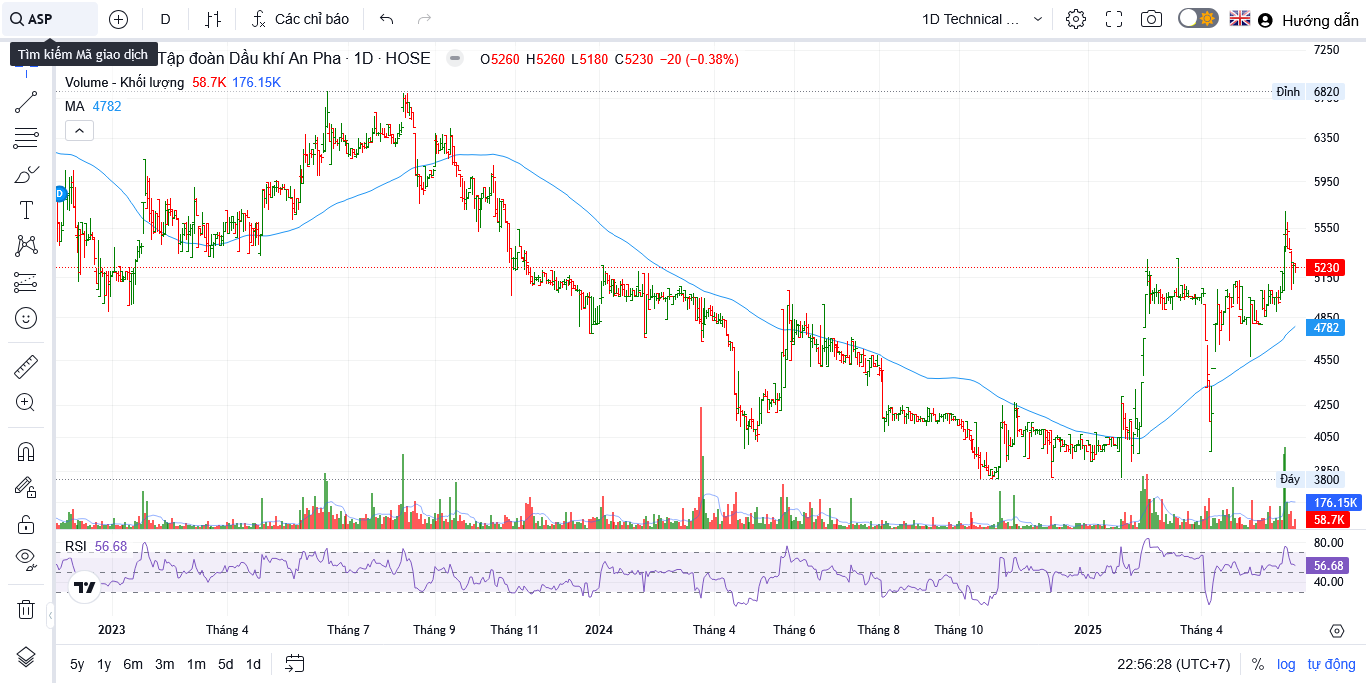 ASP
D
Các chỉ báo
1D Technical ...
Hướng dẫn
Tìm kiếm Mã giao dịch
Tập đoàn Dầu khí An Pha · 1D · HOSE
O5260 H5260 L5180 C5230 −20 (−0.38%)
Volume - Khối lượng 58.7K 176.15K
MA 4782
D
7250
Đỉnh 6820
6350
5950
5550
5230
5150
4850
4782
4550
4250
4050
3850
Đáy 3800
176.15K
58.7K
RSI 56.68
80.00
56.68
40.00
2023 Tháng 4 Tháng 7 Tháng 9 Tháng 11 2024 Tháng 4 Tháng 6 Tháng 8 Tháng 10 2025 Tháng 4
5y 1y 6m 3m 1m 5d 1d
22:56:28 (UTC+7) % log tự động